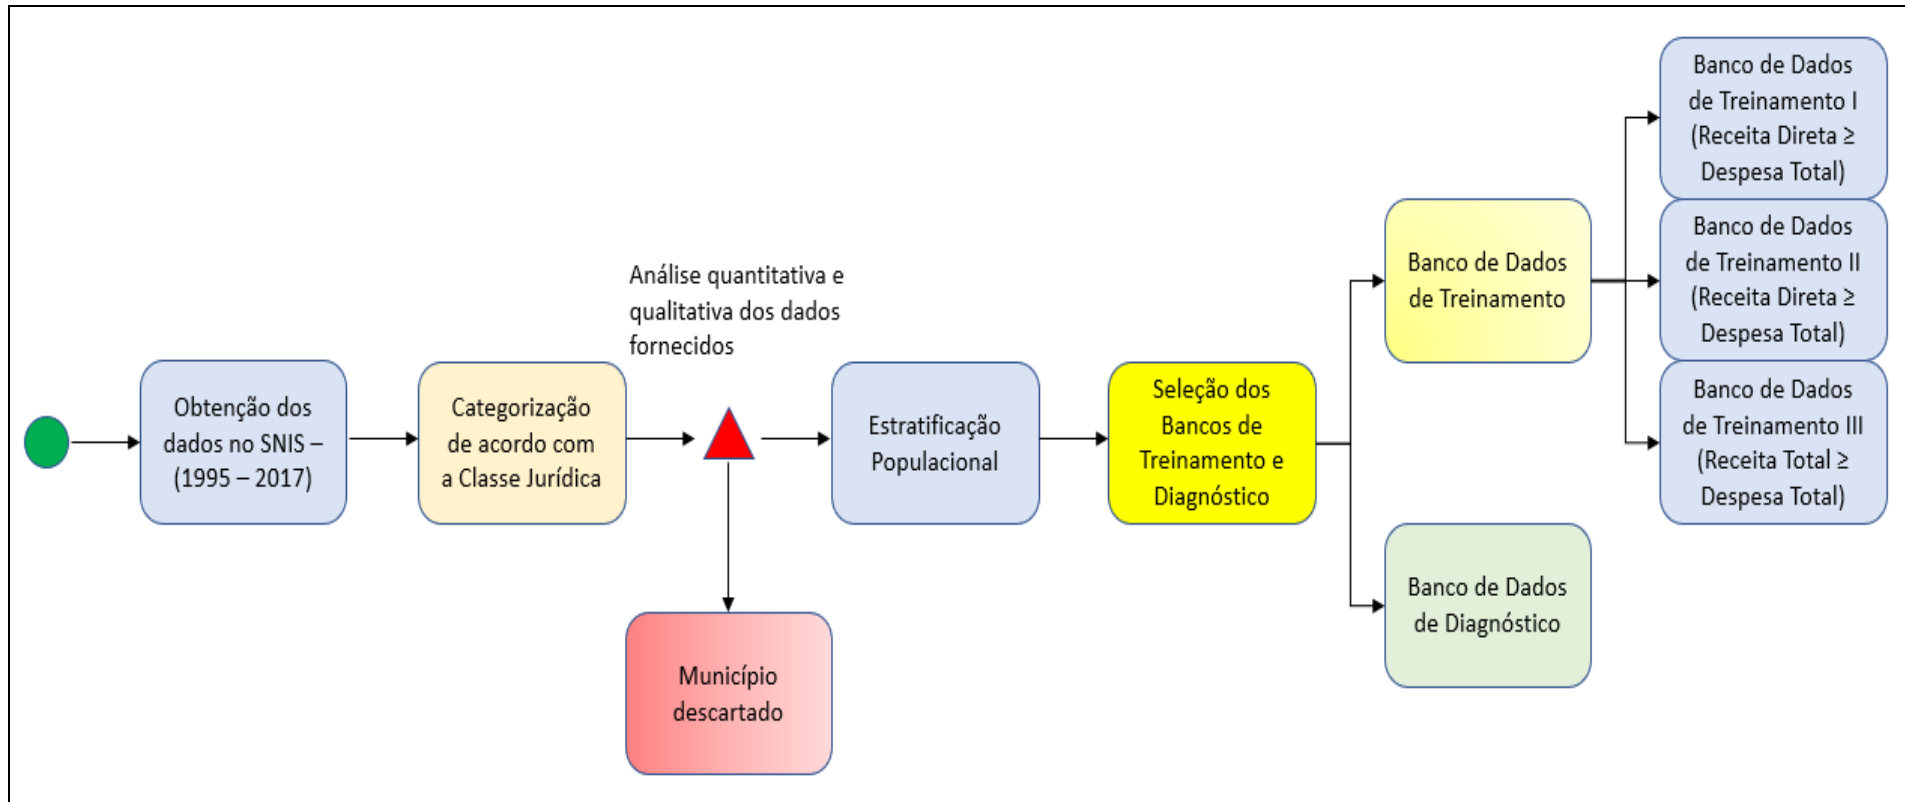 Obtenção dos
dados no SNIS –
(1995 – 2017)
Categorização
de acordo com
a Classe Jurídica
Análise quantitativa e
qualitativa dos dados
fornecidos
Município
descartado
Estratificação
Populacional
Seleção dos
Bancos de
Treinamento e
Diagnóstico
Banco de Dados
de Treinamento
Banco de Dados
de Diagnóstico
Banco de Dados
de Treinamento I
(Receita Direta ≥
Despesa Total)
Banco de Dados
de Treinamento II
(Receita Direta ≥
Despesa Total)
Banco de Dados
de Treinamento III
(Receita Total ≥
Despesa Total)